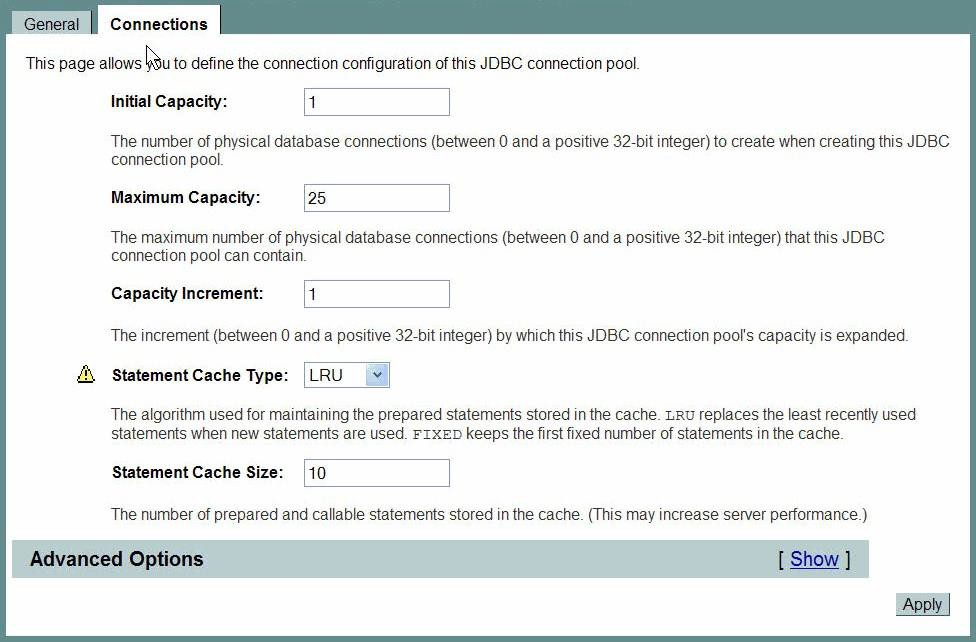 General Connections
This page allows you to define the connection configuration of this JDBC connection pool.
Initial Capacity: 1
The number of physical database connections (between 0 and a positive 32-bit integer) to create when creating this JDBC
connection pool.
Maximum Capacity: 25
The maximum number of physical database connections (between 0 and a positive 32-bit integer) that this JDBC
connection pool can contain.
Capacity Increment: 1
The increment (between 0 and a positive 32-bit integer) by which this JDBC connection pool's capacity is expanded.
Statement Cache Type: LRU
The algorithm used for maintaining the prepared statements stored in the cache. LRU replaces the least recently used
statements when new statements are used. FIXED keeps the first fixed number of statements in the cache.
Statement Cache Size: 10
The number of prepared and callable statements stored in the cache. (This may increase server performance.)
Advanced Options [ Show ]
Apply